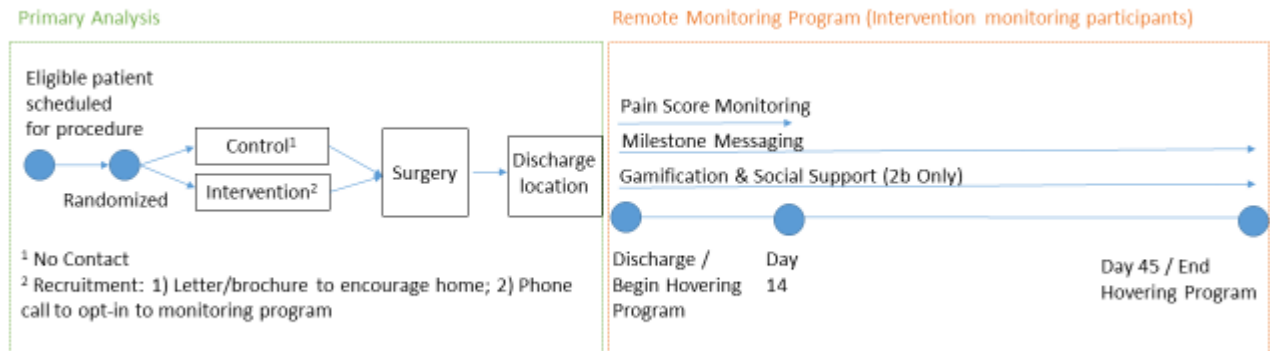 Primary Analysis
Remote Monitoring Program (Intervention monitoring participants)
Eligible patient
scheduled
for procedure
Randomized
Control1
Intervention2
Surgery
Discharge
location
1 No Contact
2 Recruitment: 1) Letter/brochure to encourage home; 2) Phone
call to opt-in to monitoring program
Pain Score Monitoring
Milestone Messaging
Gamification & Social Support (2b Only)
Discharge /
Begin Hovering
Program
Day
14
Day 45 / End
Hovering Program